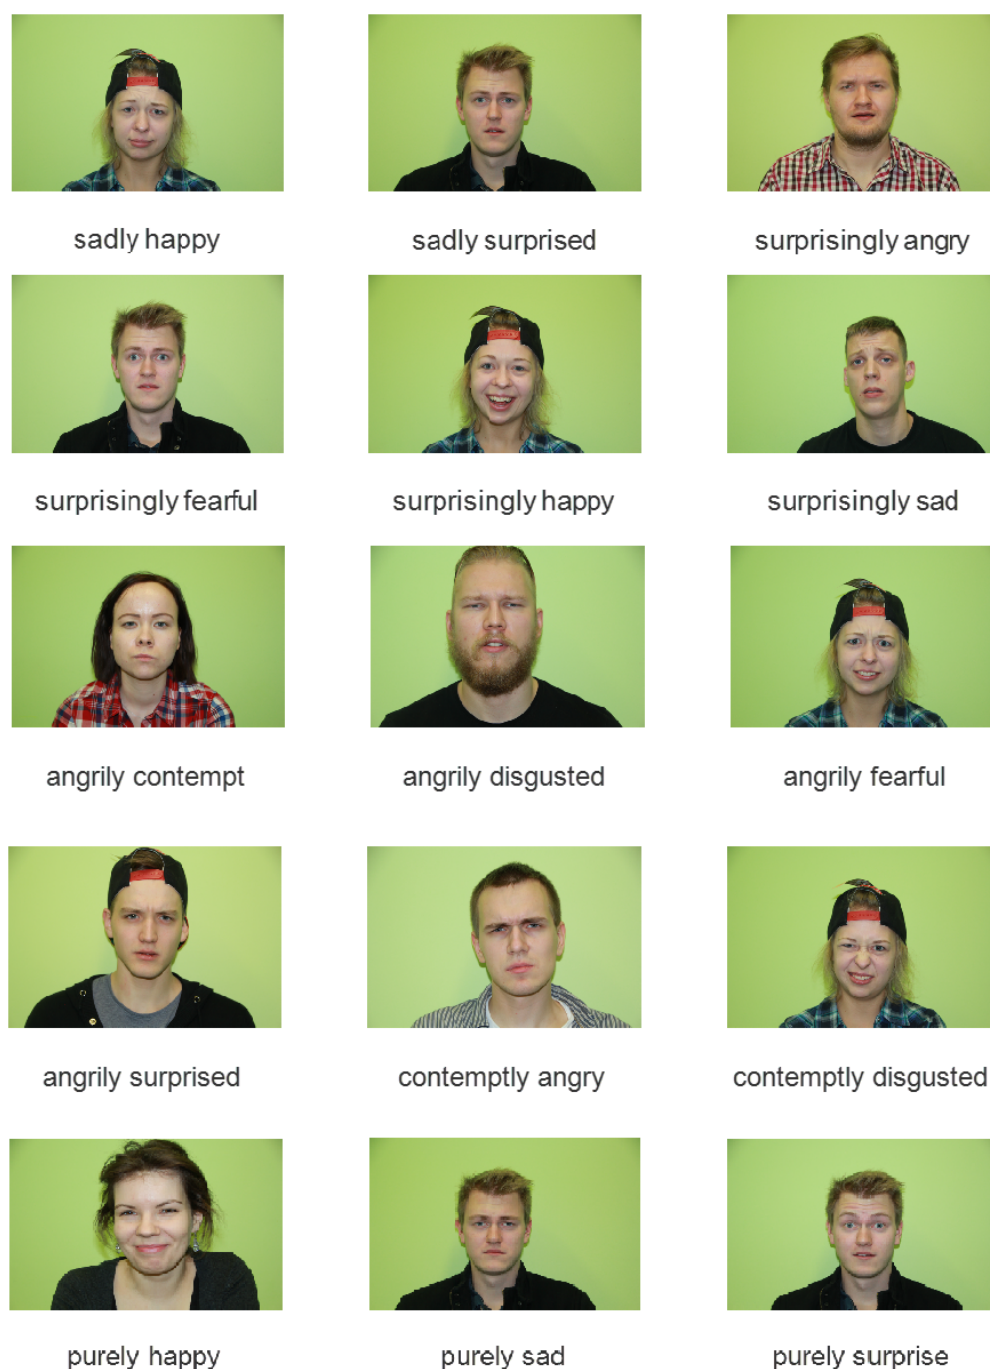 sadly happy
sadly surprised
surprisingly angry
surprisingly fearful
surprisingly happy
surprisingly sad
angrily contempt
angrily disgusted
angrily fearful
angrily surprised
contemptly angry
contemptly disgusted
purely happy
purely sad
purely surprise